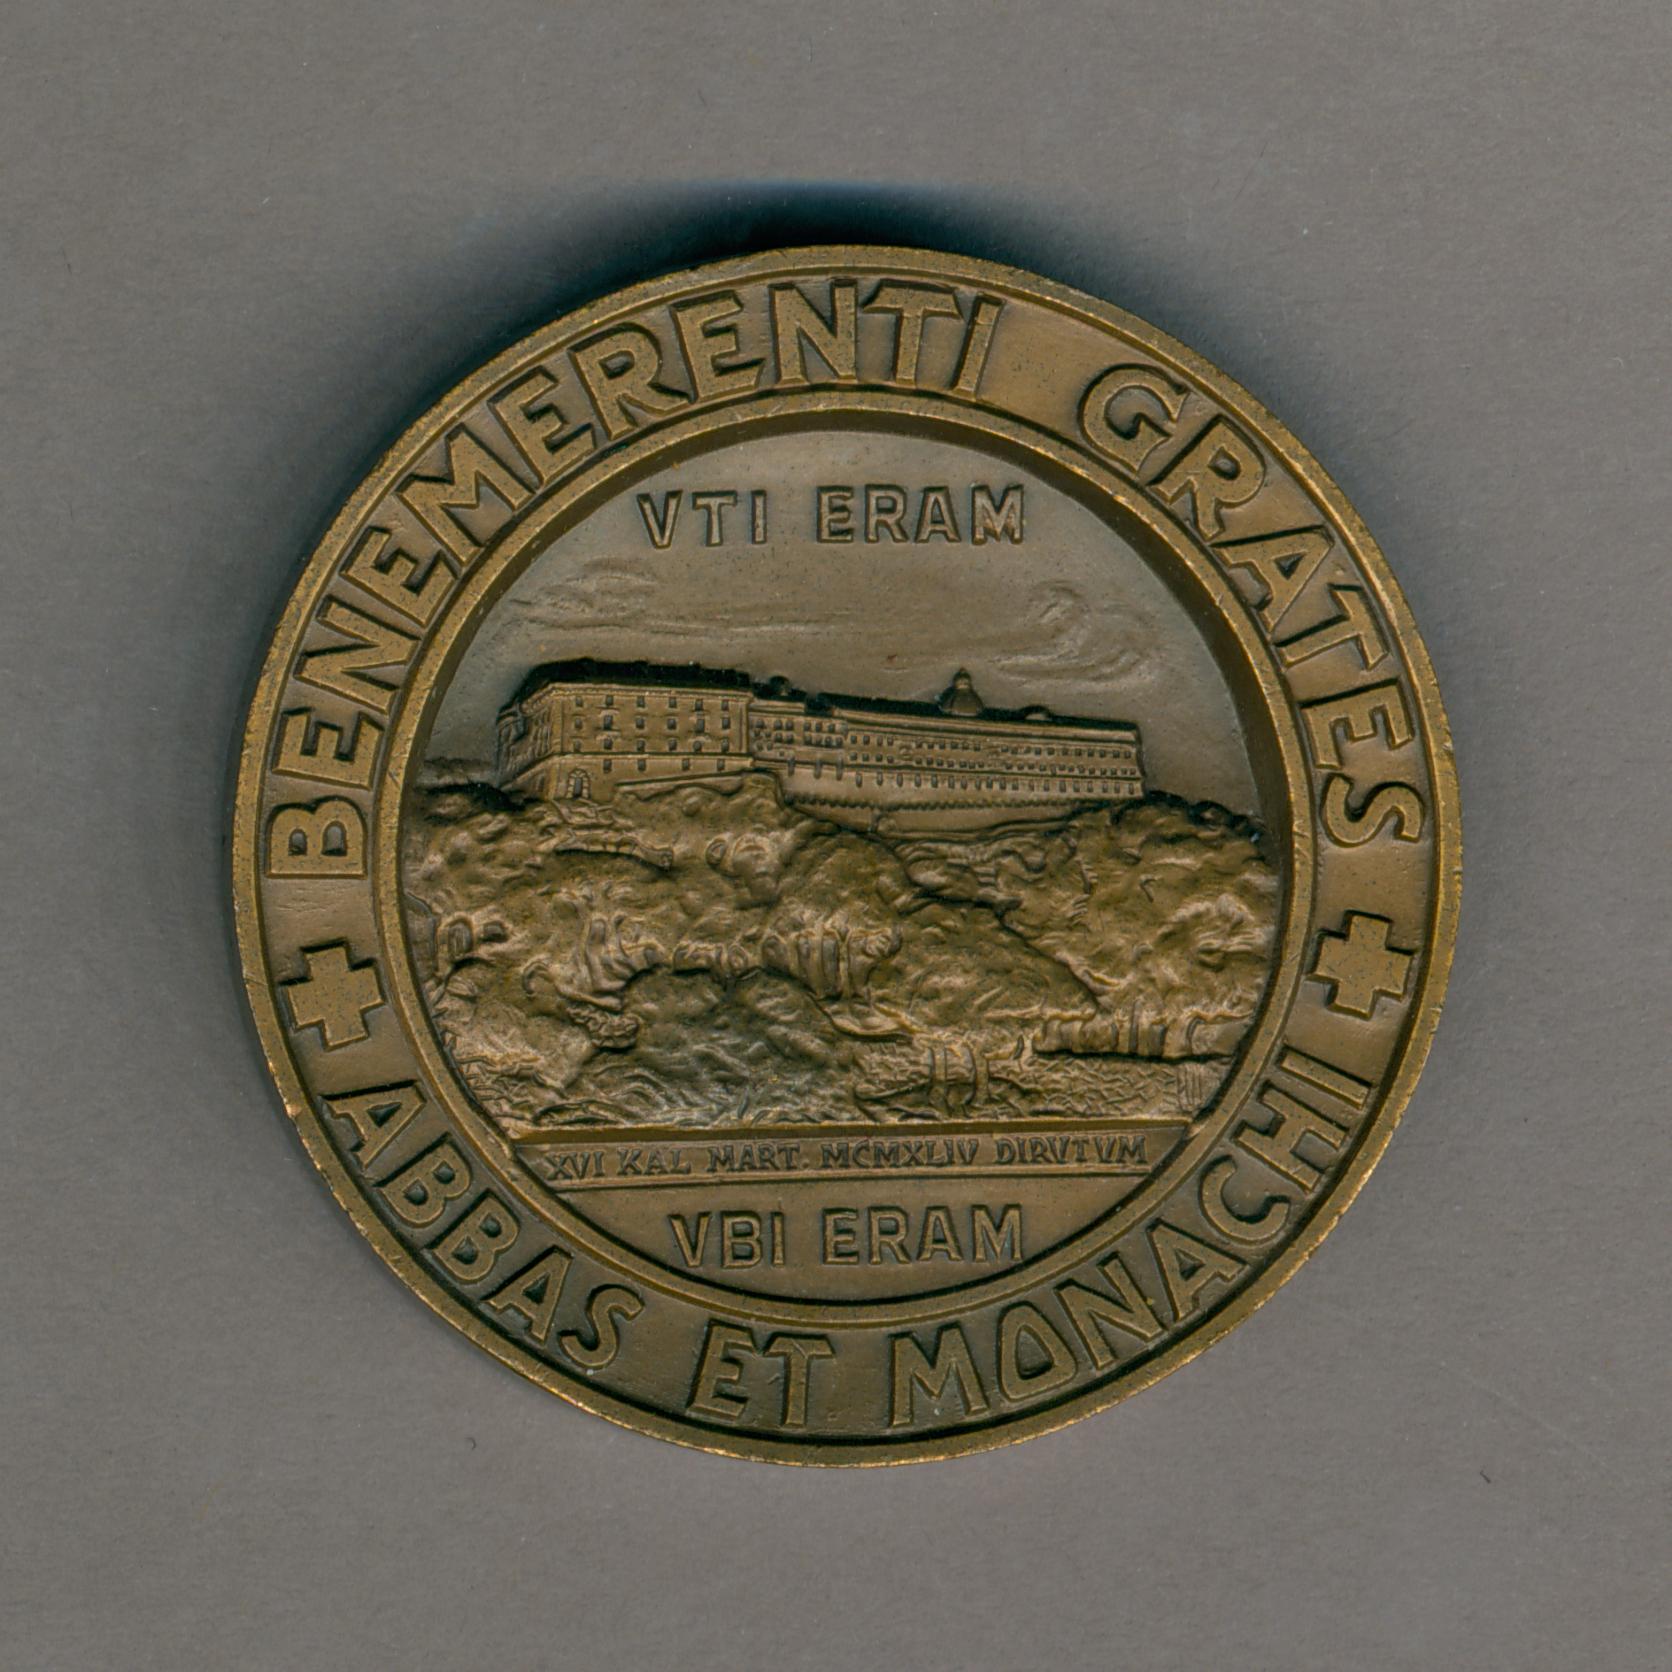 BENEMERENTI GRATES
VTI ERAM
XVI KAL MART. MCMXLIV DIRVTVM
VBI ERAM
ABBAS ET MONACHI